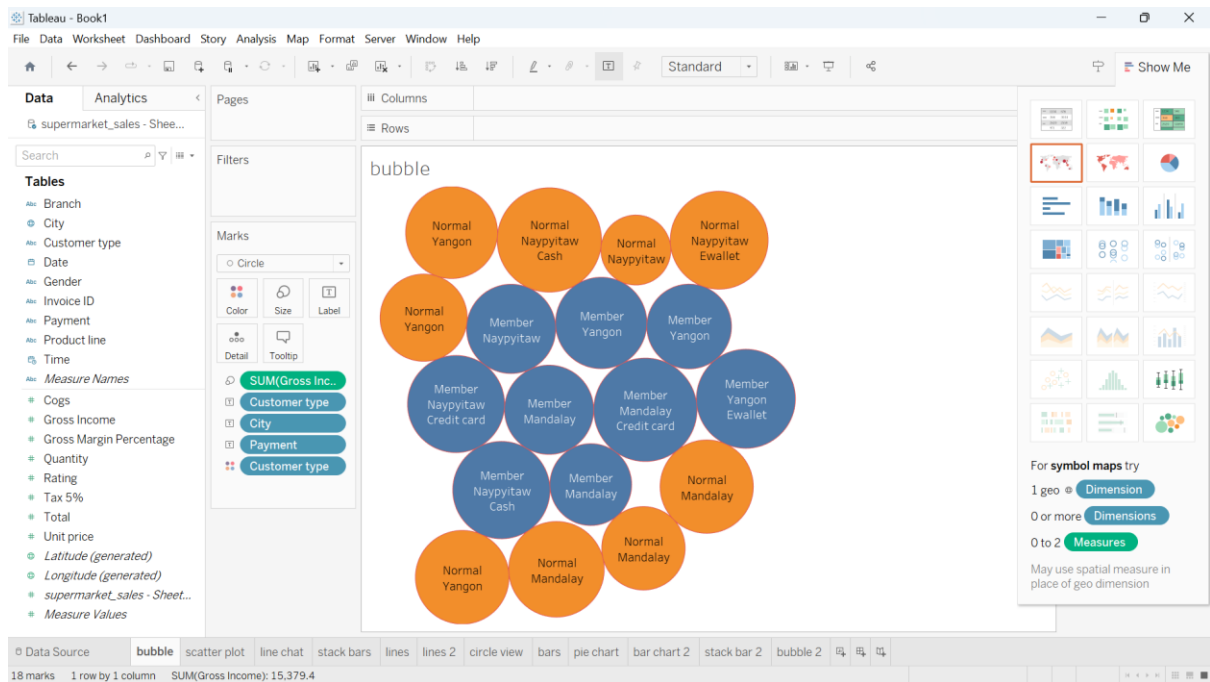 Tableau - Book1
File Data Worksheet Dashboard Story Analysis Map Format Server Window Help
Standard
Show Me
Data Analytics
supermarket_sales - Shee...
Search
Tables
Abc Branch
City
Abc Customer type
Date
Abc Gender
Abc Invoice ID
Abc Payment
Abc Product line
Time
Abc Measure Names
# Cogs
# Gross Income
# Gross Margin Percentage
# Quantity
# Rating
# Tax 5%
# Total
# Unit price
Latitude (generated)
Longitude (generated)
# supermarket_sales - Sheet...
# Measure Values
Pages
Filters
Marks
Circle
Color Size Label
Detail Tooltip
SUM(Gross Inc..
Customer type
City
Payment
Customer type
Columns
Rows
bubble
Normal
Yangon
Normal
Naypyitaw
Cash
Normal
Naypyitaw
Normal
Naypyitaw
Ewallet
Normal
Yangon
Member
Naypyitaw
Member
Yangon
Member
Yangon
Member
Naypyitaw
Credit card
Member
Mandalay
Member
Mandalay
Credit card
Member
Yangon
Ewallet
Member
Naypyitaw
Cash
Member
Mandalay
Normal
Mandalay
Normal
Yangon
Normal
Mandalay
Normal
Mandalay
For symbol maps try
1 geo Dimension
0 or more Dimensions
0 to 2 Measures
May use spatial measure in
place of geo dimension
Data Source bubble scatter plot line chat stack bars lines lines 2 circle view bars pie chart bar chart 2 stack bar 2 bubble 2
18 marks 1 row by 1 column SUM(Gross Income): 15,379.4